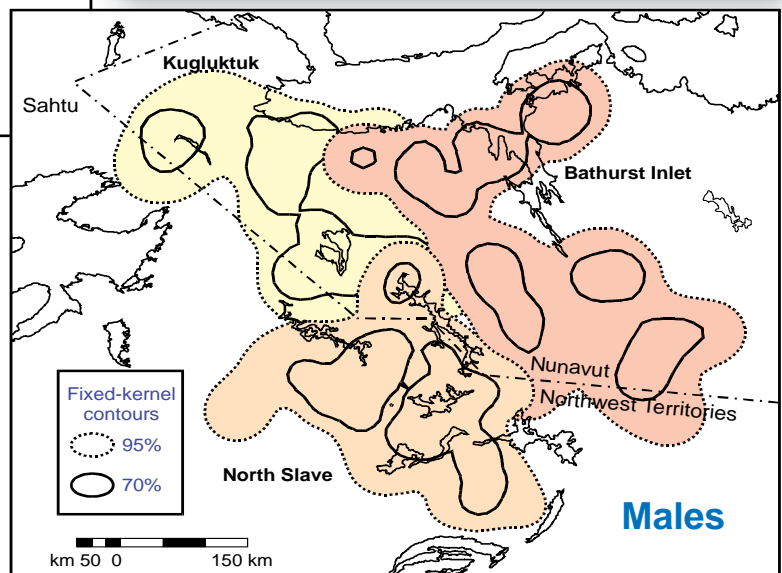 Kugluktuk
Sahtu
Bathurst Inlet
Nunavut
Northwest Territories
Fixed-kernel
contours
95%
70%
North Slave
Males
km 50 0 150 km